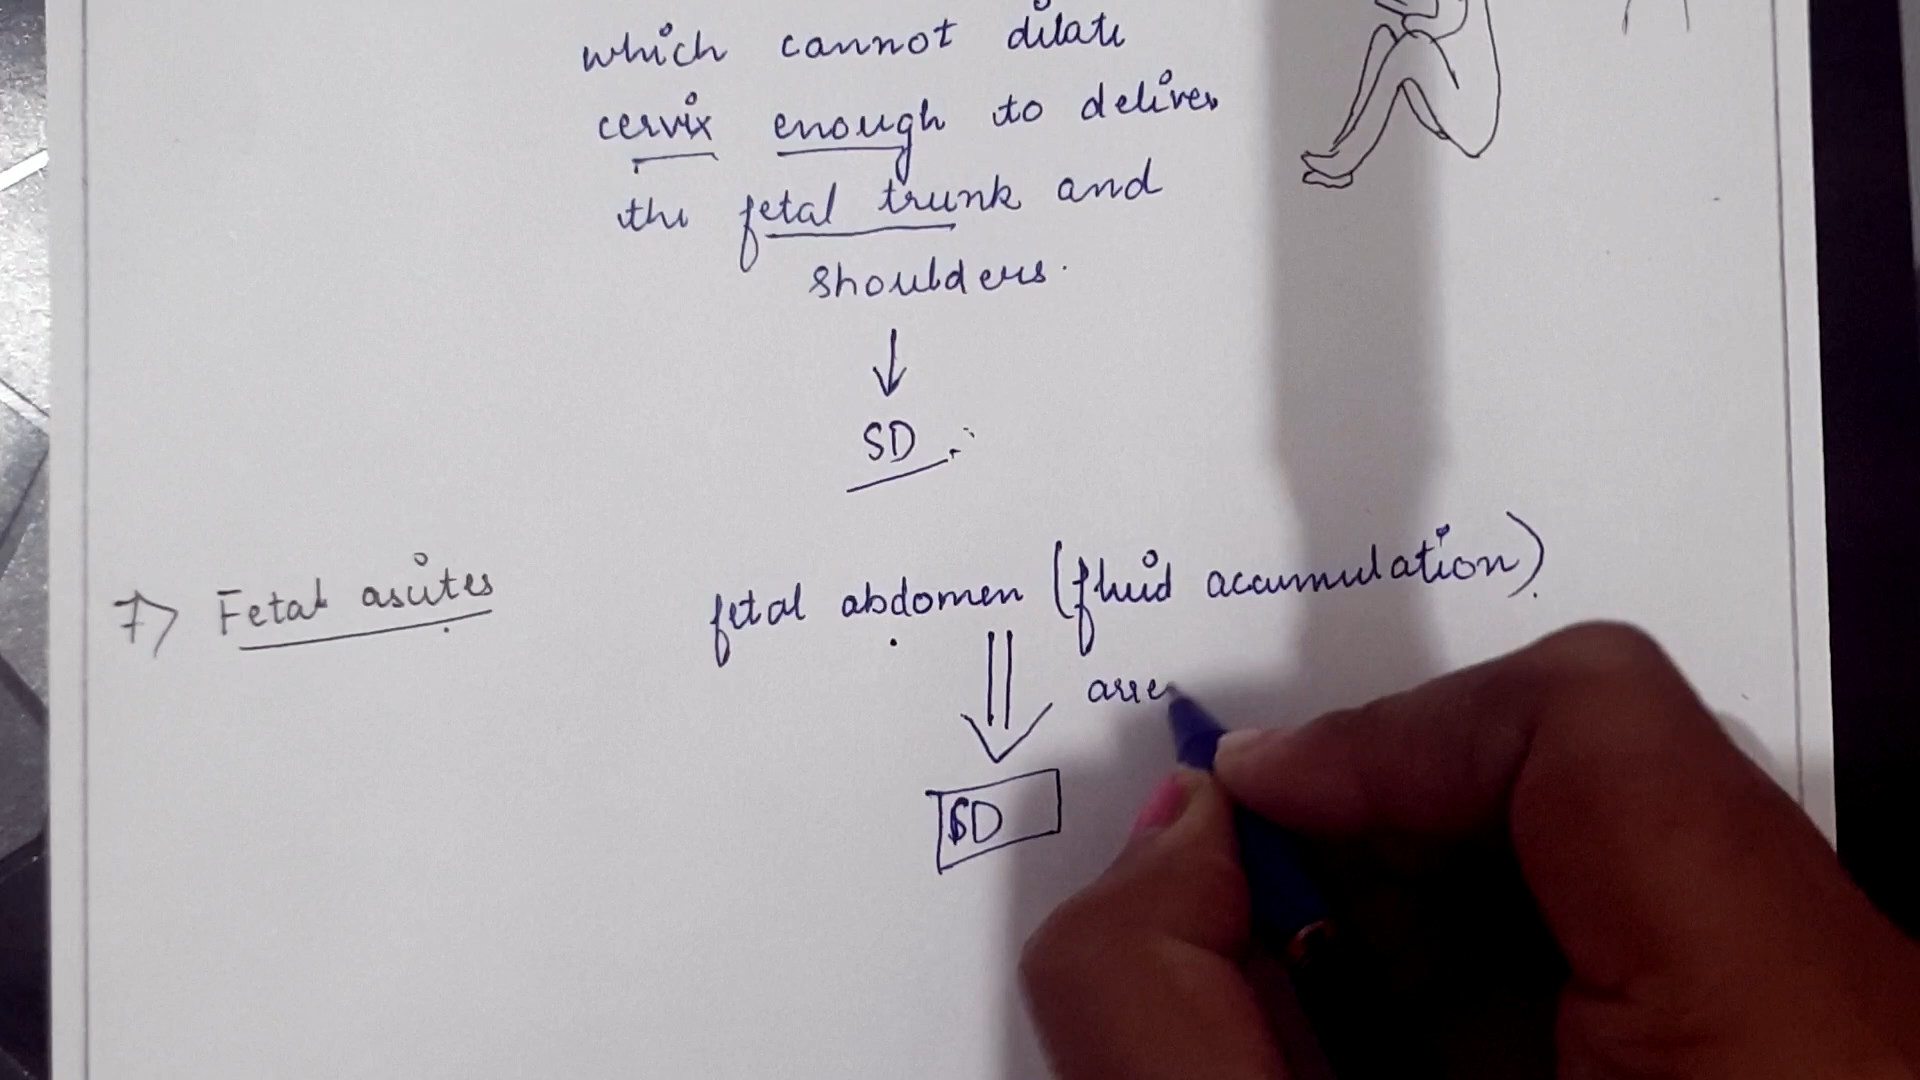 which cannot dilate
cervix enough to deliver
the fetal trunk and
shoulders.
SD
7) Fetal ascites
fetal abdomen (fluid accumulation).
arre
SD